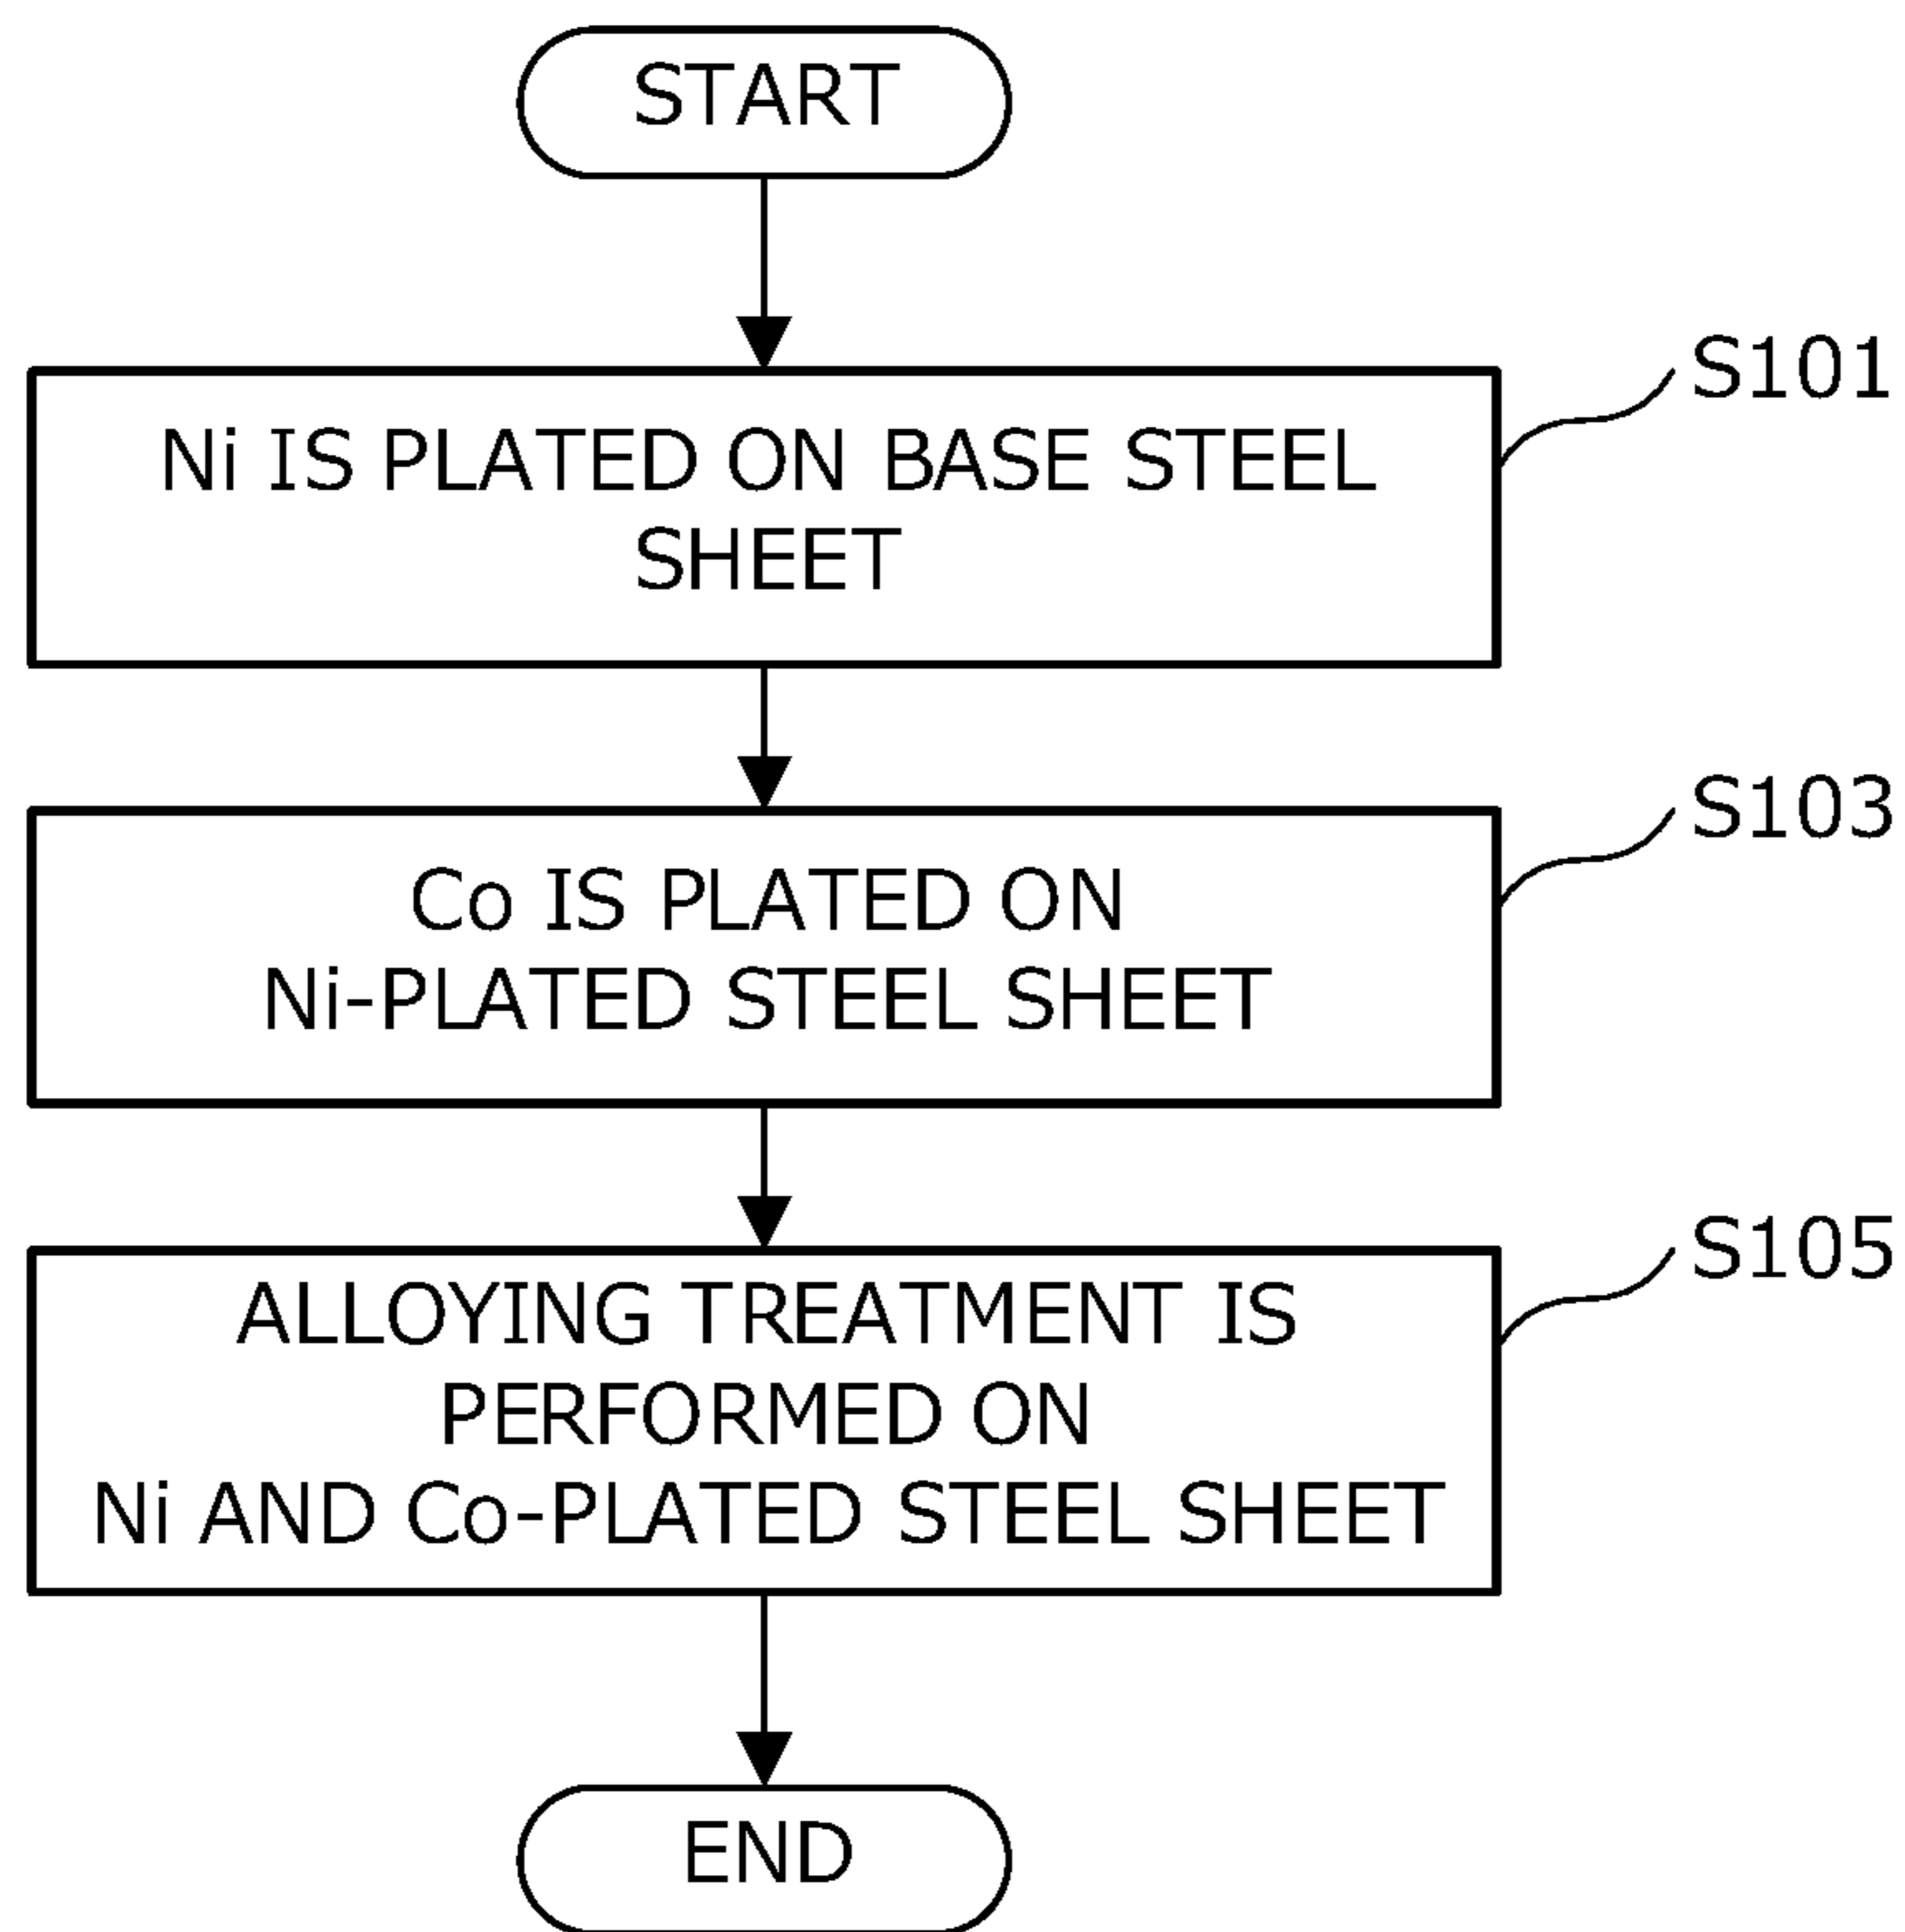 START
S101
Ni IS PLATED ON BASE STEEL
SHEET
S103
Co IS PLATED ON
Ni-PLATED STEEL SHEET
S105
ALLOYING TREATMENT IS
PERFORMED ON
Ni AND Co-PLATED STEEL SHEET
END